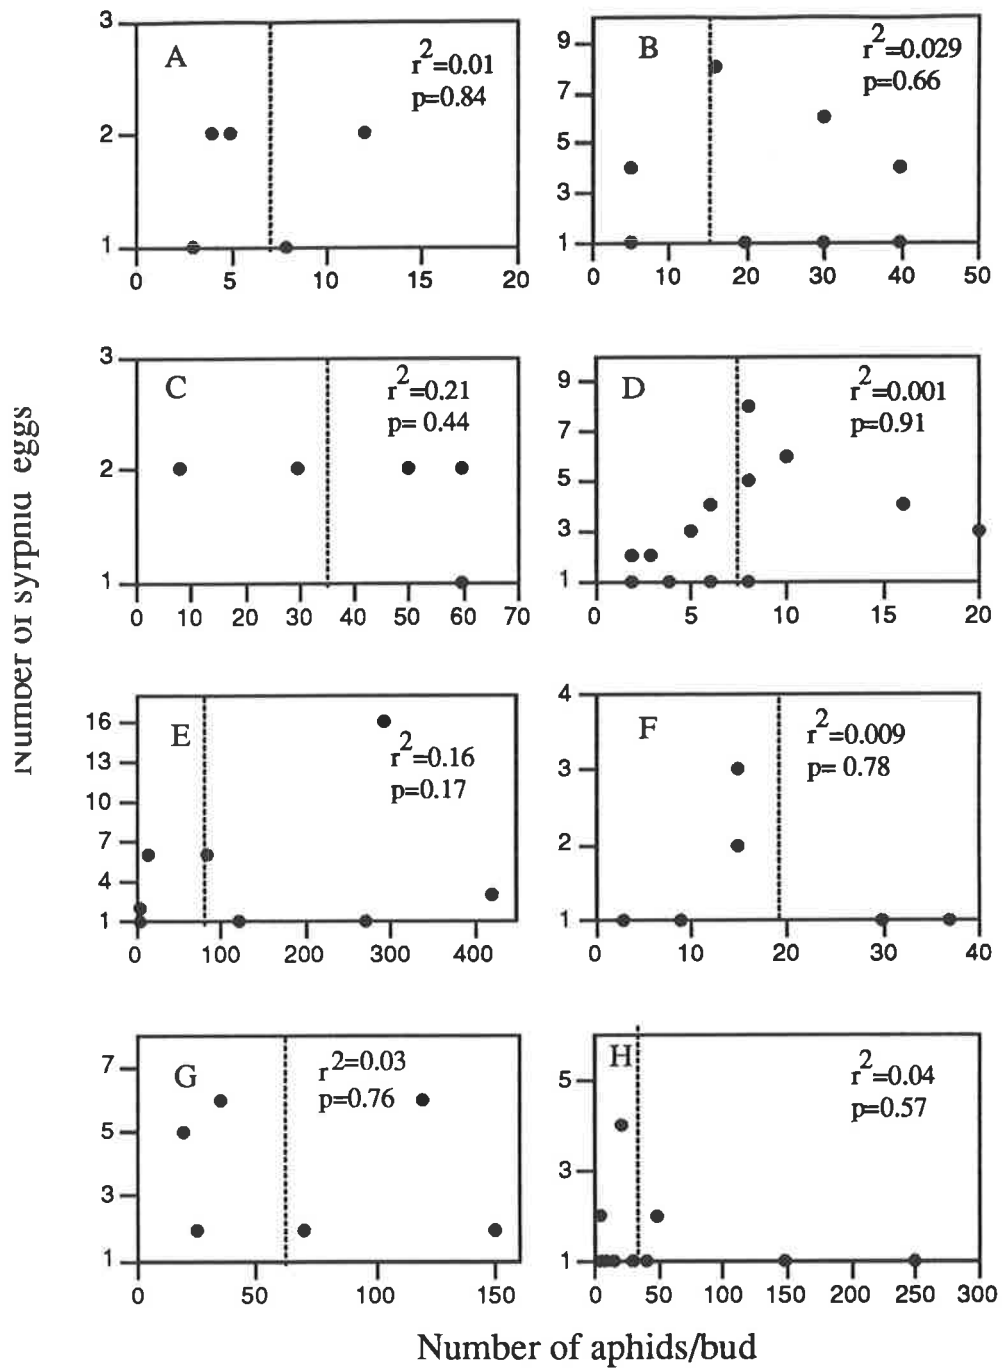 3
2
1
A
r²=0.01
p=0.84
0 5 10 15 20
9
7
5
3
1
B
r²=0.029
p=0.66
0 10 20 30 40 50
3
2
1
C
r²=0.21
p= 0.44
0 10 20 30 40 50 60 70
9
7
5
3
1
D
r²=0.001
p=0.91
0 5 10 15 20
Number of eggs
16
13
10
7
4
1
E
r²=0.16
p=0.17
0 100 200 300 400
4
3
2
1
F
r²=0.009
p= 0.78
0 10 20 30 40
7
5
3
1
G
r²=0.03
p=0.76
0 50 100 150
5
3
1
H
r²=0.04
p=0.57
0 50 100 150 200 250 300
Number of aphids/bud